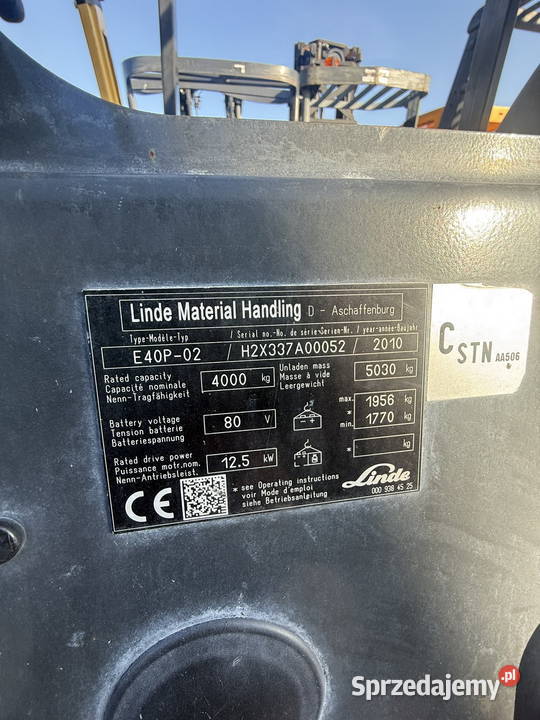 Linde Material Handling D - Aschaffenburg
Type-Modèle-Typ / Serial no.-No. de série-Serien-Nr. / year-année-Baujahr
E40P-02 / H2X337A00052 / 2010
Rated capacity
Capacité nominale
Nenn-Tragfähigkeit
4000 kg
Unladen mass
Masse à vide
Leergewicht
5030 kg
Battery voltage
Tension batterie
Batteriespannung
80 V
max. 1956 kg
*
min. 1770 kg
Rated drive power
Puissance motr.nom.
Nenn-Antriebsleist.
12.5 kW
* kg
CE
* see Operating instructions
voir Mode d'emploi
siehe Betriebsanleitung
Linde
000 938 45 25
CSTN AA506
Sprzedajemy.pl